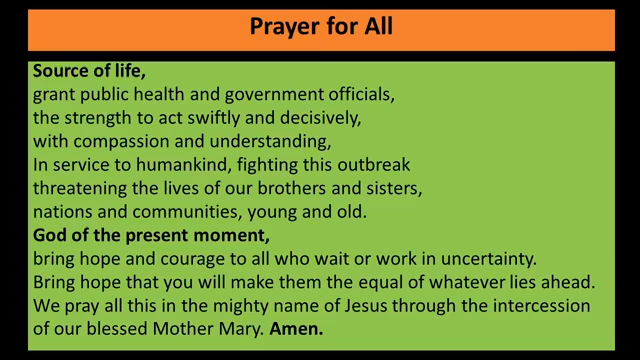 Prayer for All
Source of life,
grant public health and government officials,
the strength to act swiftly and decisively,
with compassion and understanding,
In service to humankind, fighting this outbreak
threatening the lives of our brothers and sisters,
nations and communities, young and old.
God of the present moment,
bring hope and courage to all who wait or work in uncertainty.
Bring hope that you will make them the equal of whatever lies ahead.
We pray all this in the mighty name of Jesus through the intercession
of our blessed Mother Mary. Amen.